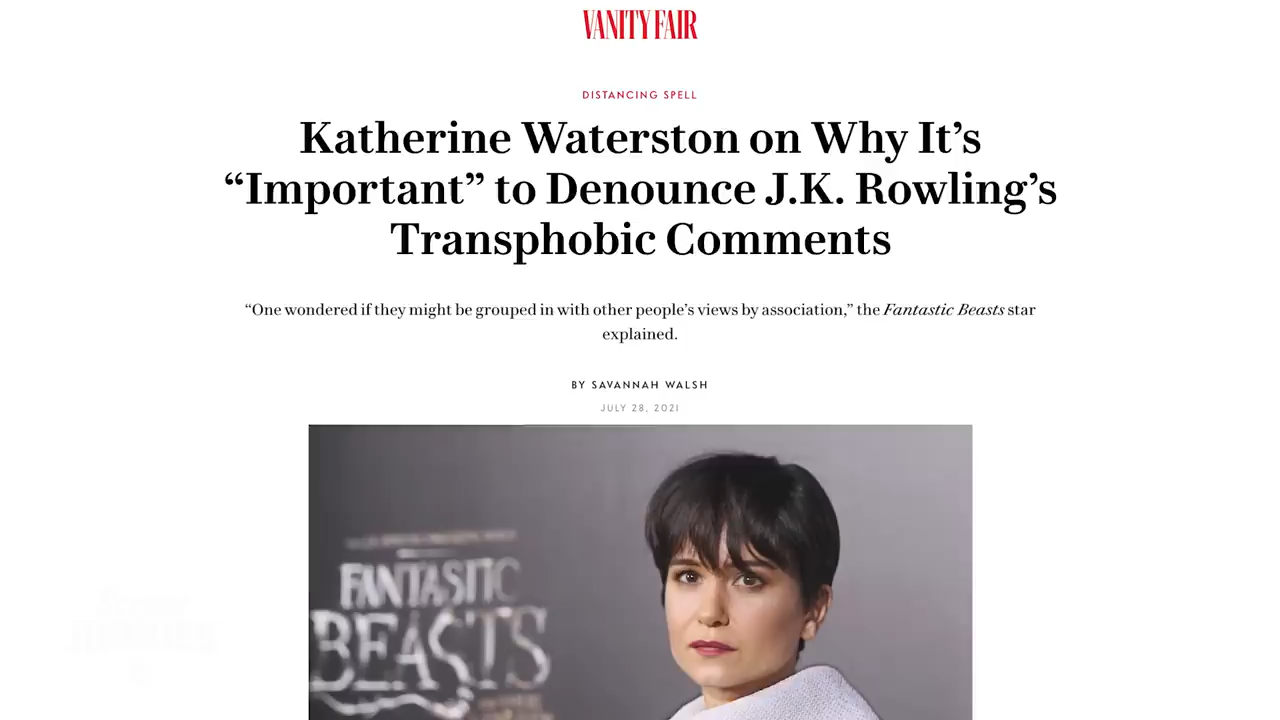 VANITY FAIR
DISTANCING SPELL
Katherine Waterston on Why It’s
“Important” to Denounce J.K. Rowling’s
Transphobic Comments
“One wondered if they might be grouped in with other people’s views by association,” the Fantastic Beasts star
explained.
BY SAVANNAH WALSH
JULY 28, 2021
FANTASTIC
BEASTS